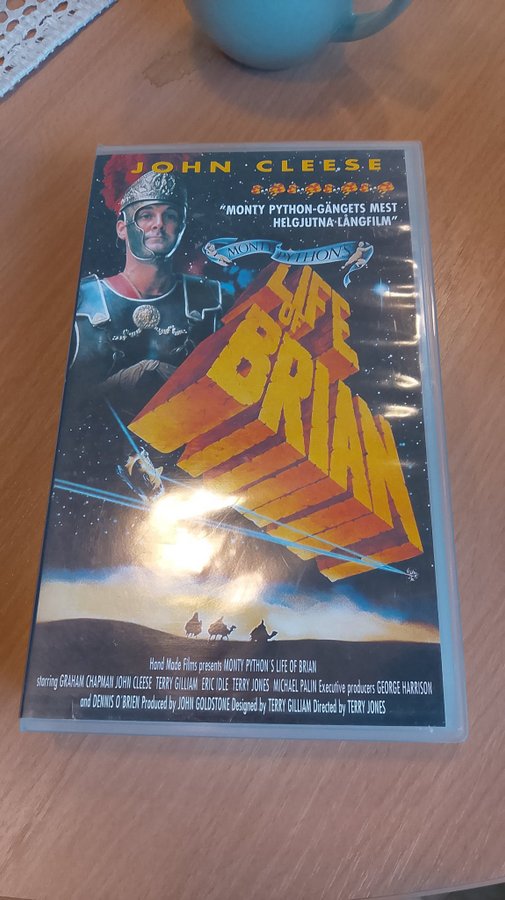 JOHN CLEESE
"MONTY PYTHON-GÄNGETS MEST
HELGJUTNA LÅNGFILM"
MONTY PYTHON'S
LIFE
OF
BRIAN
Hand Made Films presents MONTY PYTHON S LIFE OF BRIAN
starring GRAHAM CHAPMAN JOHN CLEESE TERRY GILLIAM ERIC IDLE TERRY JONES MICHAEL PALIN Executive producers GEORGE HARRISON
and DENNIS O'BRIEN Produced by JOHN GOLDSTONE Designed by TERRY GILLIAM Directed by TERRY JONES